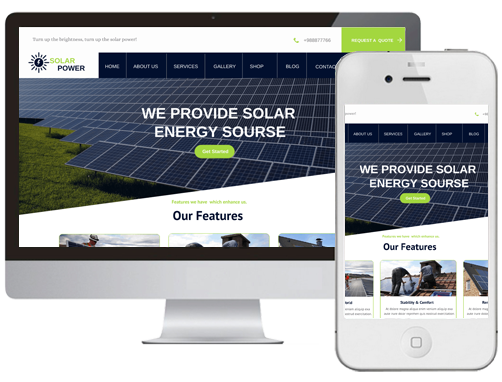 Turn up the brightness, turn up the solar power!
+988877766
REQUEST A QUOTE
SOLAR
POWER
HOME
ABOUT US
SERVICES
GALLERY
SHOP
BLOG
CONTAC
WE PROVIDE SOLAR
ENERGY SOURSE
Get Started
Features we have which enhance us.
Our Features
ABOUT US
SERVICES
GALLERY
SHOP
BLOG
WE PROVIDE SOLAR
ENERGY SOURSE
Get Started
Features we have which enhance us.
Our Features
Stability & Comfort